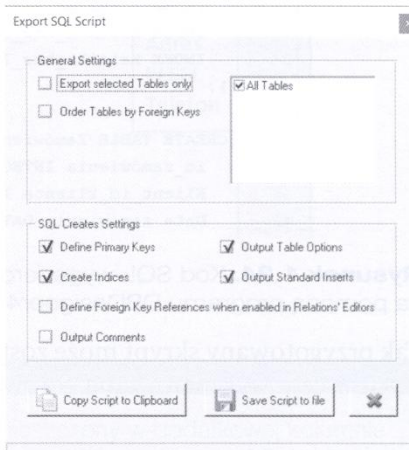 Export SQL Script
General Settings
Export selected Tables only
Order Tables by Foreign Keys
All Tables
SQL Creates Settings
Define Primary Keys
Output Table Options
Create Indices
Output Standard Inserts
Define Foreign Key References when enabled in Relations' Editors
Output Comments
Copy Script to Clipboard
Save Script to file